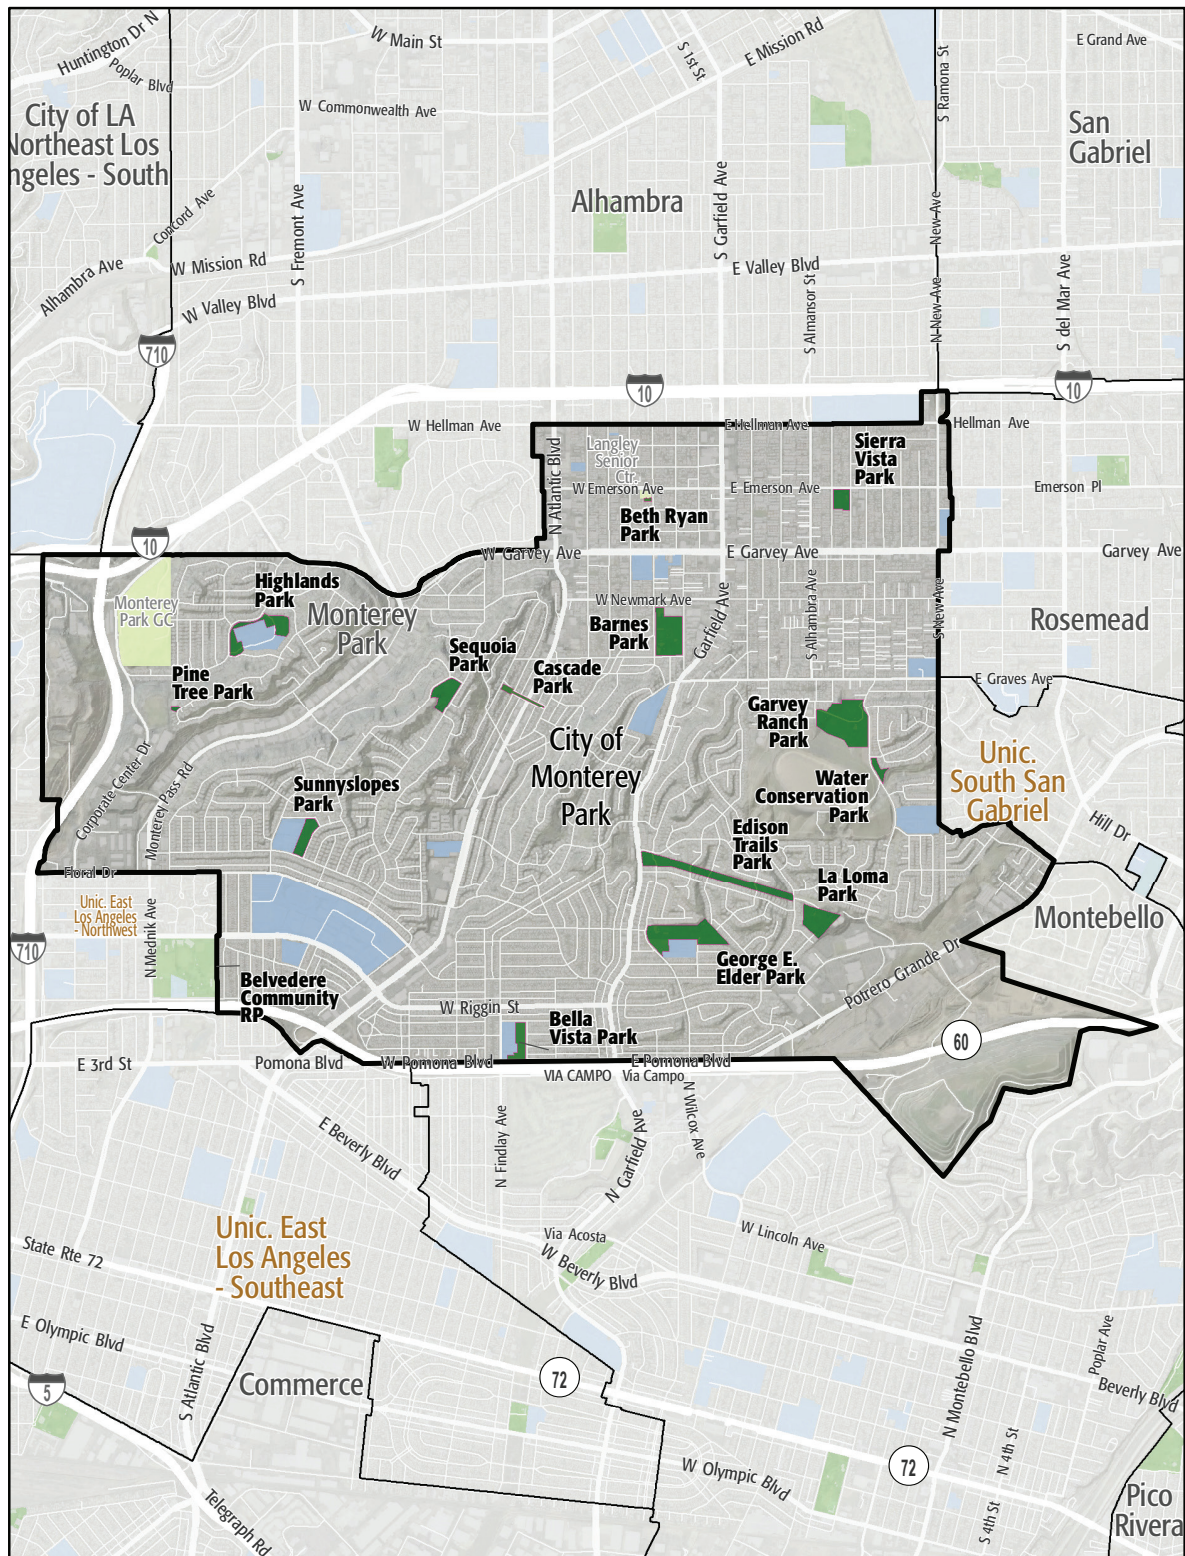 Huntington Dr N
Poplar Blvd
W Main St
S 1st St
E Mission Rd
S Ramona St
E Grand Ave
City of LA
Northeast Los
ngeles - South
W Commonwealth Ave
San
Gabriel
Concord Ave
S Fremont Ave
Alhambra
S Garfield Ave
New Ave
Alhambra Ave
W Mission Rd
E Valley Blvd
W Valley Blvd
S Almansor St
N New Ave
S del Mar Ave
710
10
10
W Hellman Ave
E Hellman Ave
Hellman Ave
N Atlantic Blvd
Langley
Senior
Ctr.
Sierra
Vista
Park
W Emerson Ave
E Emerson Ave
Emerson Pl
Beth Ryan
Park
10
W Garvey Ave
E Garvey Ave
Garvey Ave
Highlands
Park
Monterey
Park GC
Monterey
Park
W Newmark Ave
Barnes
Park
Garfield Ave
S Alhambra Ave
S New Ave
Rosemead
Sequoia
Park
Cascade
Park
Pine
Tree Park
E Graves Ave
Garvey
Ranch
Park
City of
Monterey
Park
Unic.
South San
Gabriel
Corporate Center Dr
Monterey Pass Rd
Sunnyslopes
Park
Water
Conservation
Park
Edison
Trails
Park
Hill Dr
Floral Dr
La Loma
Park
Unic. East
Los Angeles
- Northwest
N Mednik Ave
Montebello
710
George E.
Elder Park
Potrero Grande Dr
Belvedere
Community
RP
W Riggin St
Bella
Vista Park
60
E 3rd St
Pomona Blvd
W Pomona Blvd
E Pomona Blvd
VIA CAMPO
Via Campo
E Beverly Blvd
N Findlay Ave
N Garfield Ave
N Wilcox Ave
Unic. East
Los Angeles
- Southeast
State Rte 72
Via Acosta
W Beverly Blvd
W Lincoln Ave
E Olympic Blvd
S Atlantic Blvd
N Montebello Blvd
Poplar Ave
5
Commerce
72
Beverly Blvd
W Olympic Blvd
72
N 4th St
S 4th St
Telegraph Rd
Pico
Rivera